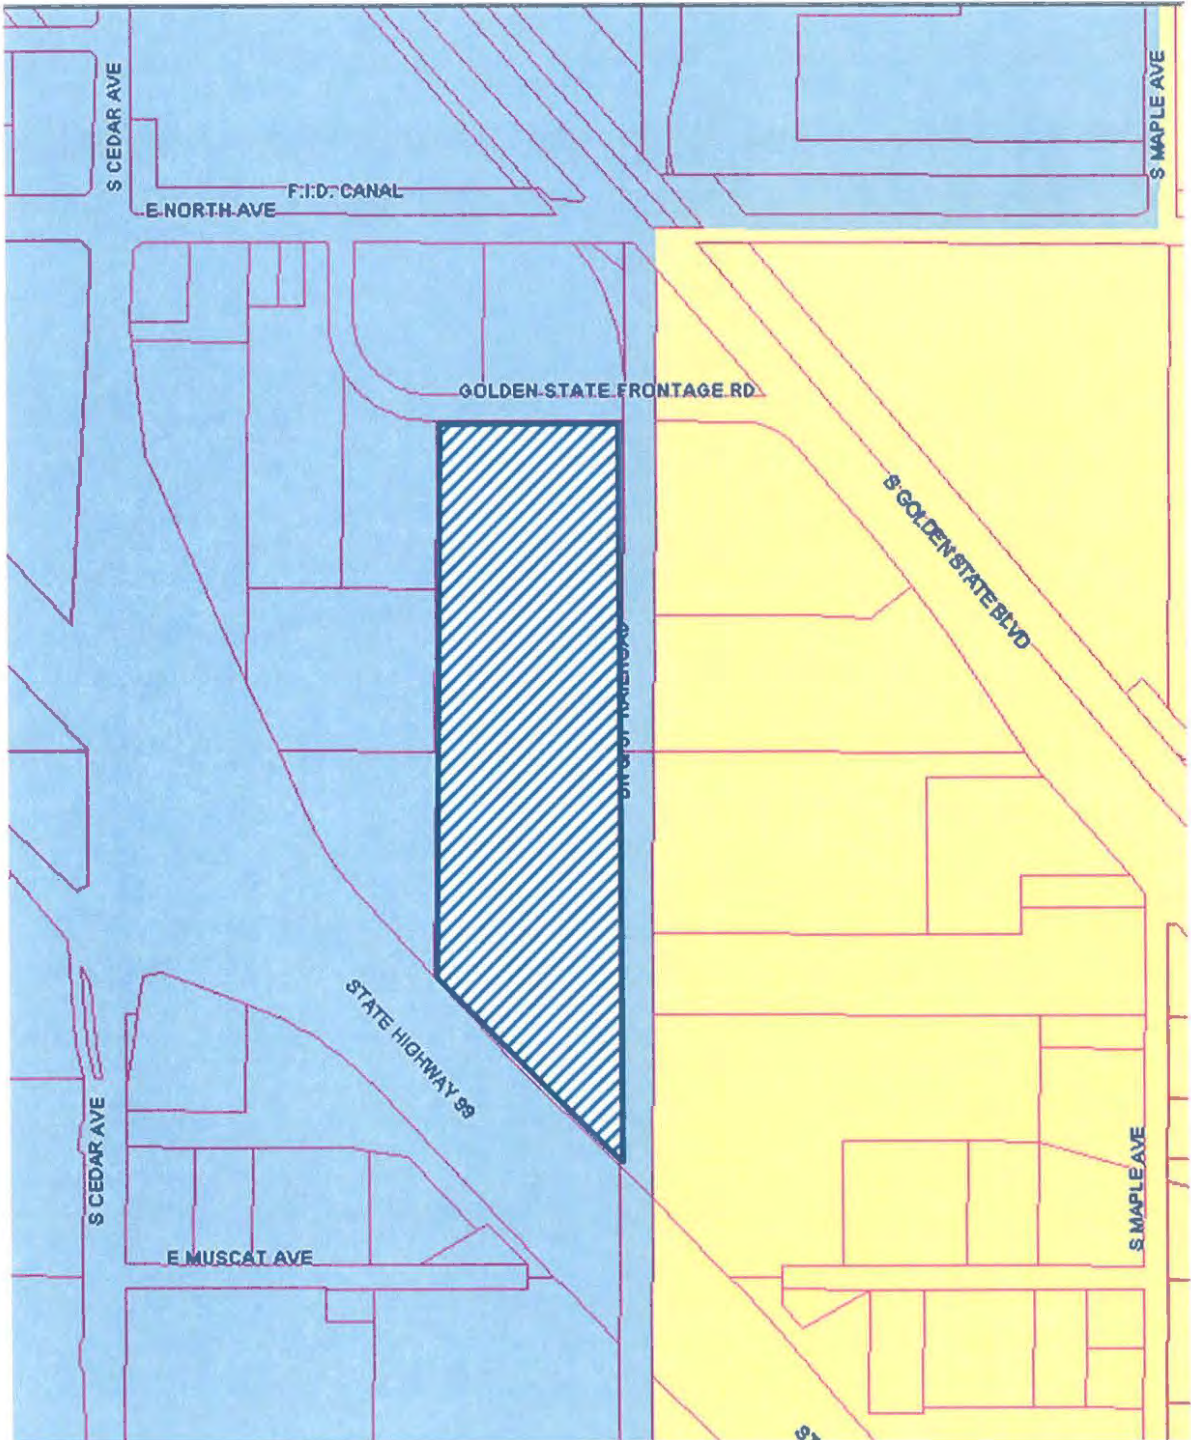 S CEDAR AVE
S MAPLE AVE
F.I.D. CANAL
E NORTH AVE
GOLDEN STATE FRONTAGE RD
S GOLDEN STATE BLVD
RAILROAD
STATE HIGHWAY 99
S CEDAR AVE
S MAPLE AVE
E MUSCAT AVE